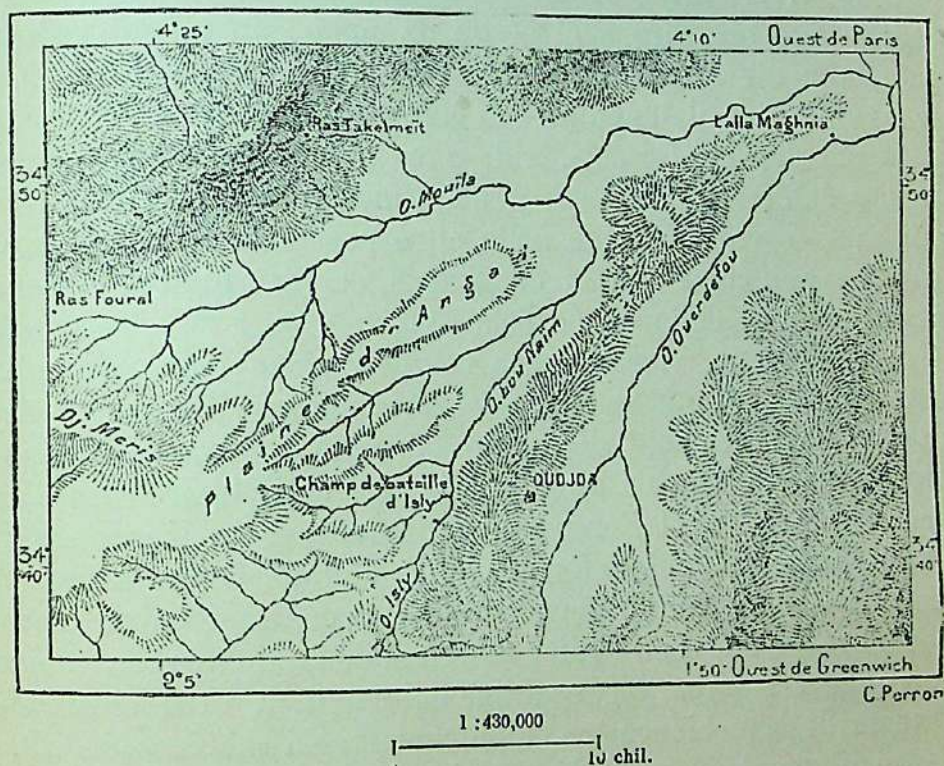 4°25'
4°10'
Ouest de Paris
Ras Takelmeït
Lalla Maghnia
34
50'
34
50'
O. Mouïla
Ras Foural
plaine d'Angad
O. bou Naïm
O. Ouerdefou
Dj. Meris
Champ de bataille
d'Isly
OUDJDA
34
40'
34
40'
O. Isly
2°5'
1°50' Ouest de Greenwich
C. Perron
1 : 430,000
10 chil.